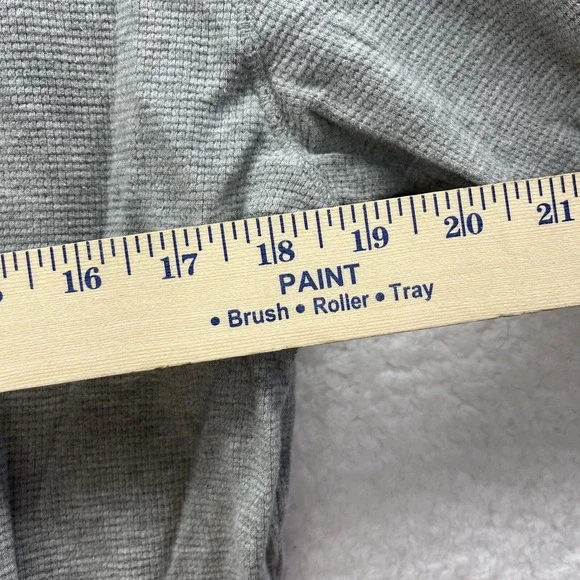 16 17 18 19 20 21
PAINT
• Brush • Roller • Tray